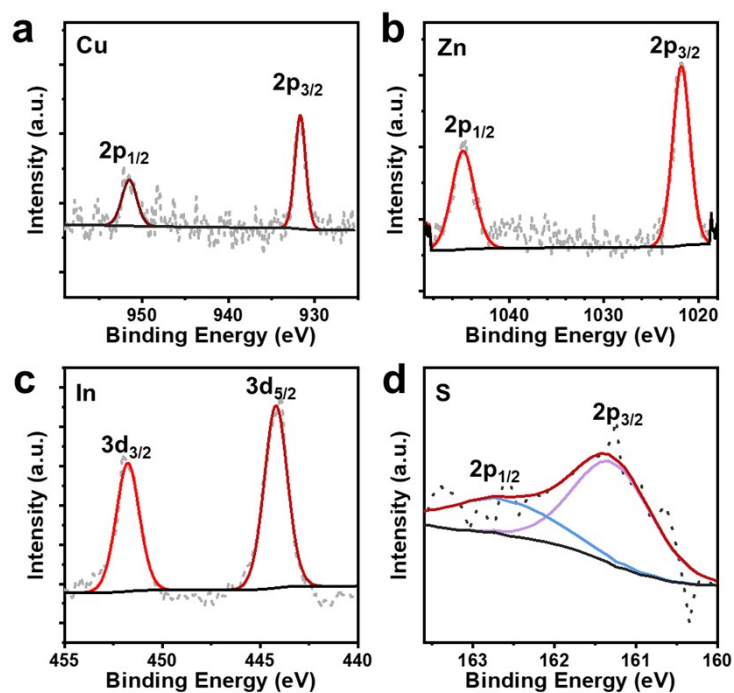 a
Cu
2p1/2
2p3/2
Intensity (a.u.)
950
940
930
Binding Energy (eV)
b
Zn
2p1/2
2p3/2
Intensity (a.u.)
1040
1030
1020
Binding Energy (eV)
c
In
3d3/2
3d5/2
Intensity (a.u.)
455
450
445
440
Binding Energy (eV)
d
S
2p1/2
2p3/2
Intensity (a.u.)
163
162
161
160
Binding Energy (eV)